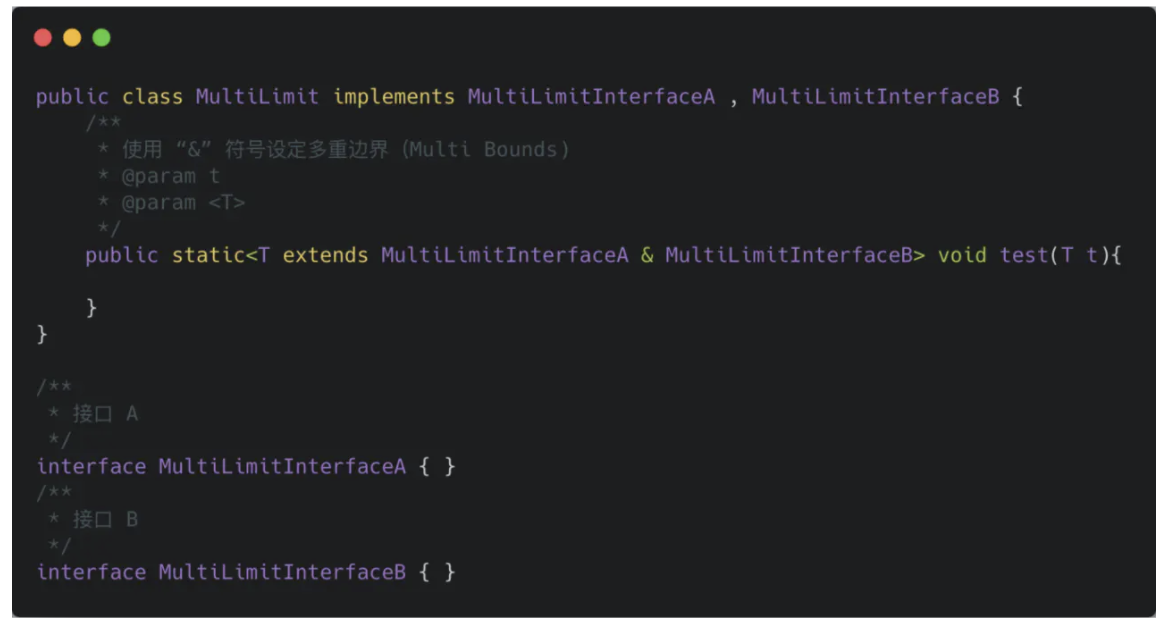 public class MultiLimit implements MultiLimitInterfaceA , MultiLimitInterfaceB {
/**
* 使用 “&” 符号设定多重边界（Multi Bounds)
* @param t
* @param <T>
*/
public static<T extends MultiLimitInterfaceA & MultiLimitInterfaceB> void test(T t){
}
}
/**
* 接口 A
*/
interface MultiLimitInterfaceA { }
/**
* 接口 B
*/
interface MultiLimitInterfaceB { }